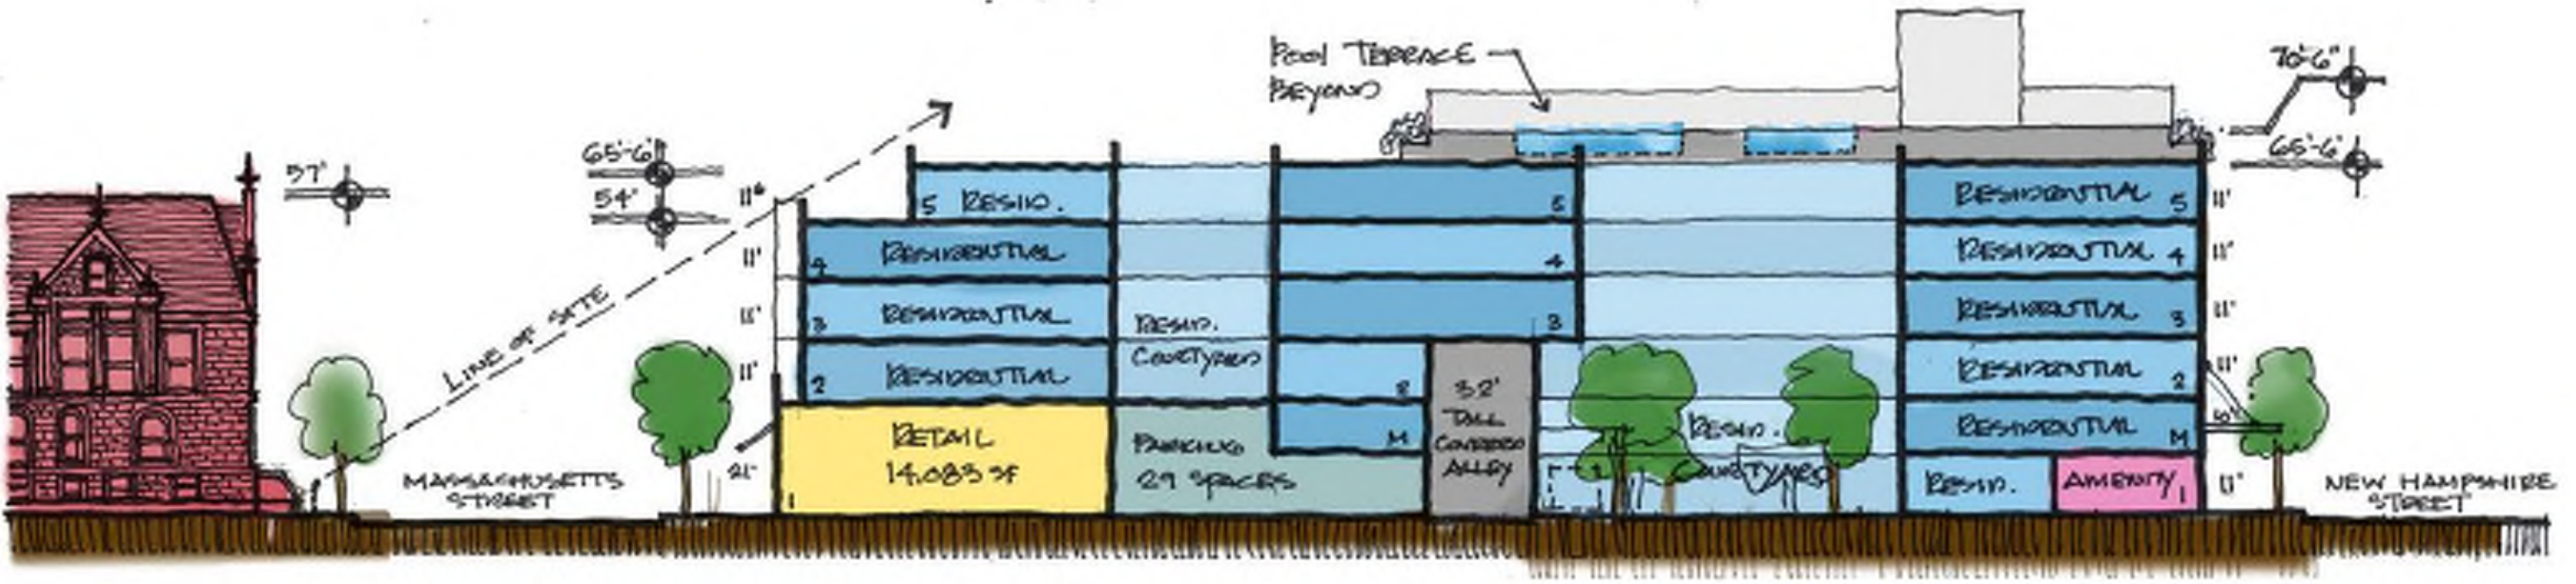 POOL TERRACE
BEYOND
70'-6"
65'-6"
57'
65'-6"
54'
11'
11'
11'
11'
21'
LINE OF SITE
MASSACHUSETTS
STREET
5 RESID.
4 RESIDENTIAL
3 RESIDENTIAL
2 RESIDENTIAL
RETAIL
14,083 SF
1
RESID.
COURTYARD
PARKING
29 SPACES
5
4
3
2
M
32'
TALL
COVERED
ALLEY
RESID.
COURTYARD
RESIDENTIAL 5
RESIDENTIAL 4
RESIDENTIAL 3
RESIDENTIAL 2
RESIDENTIAL M
RESID.
AMENITY 1
11'
11'
11'
11'
11'
NEW HAMPSHIRE
STREET